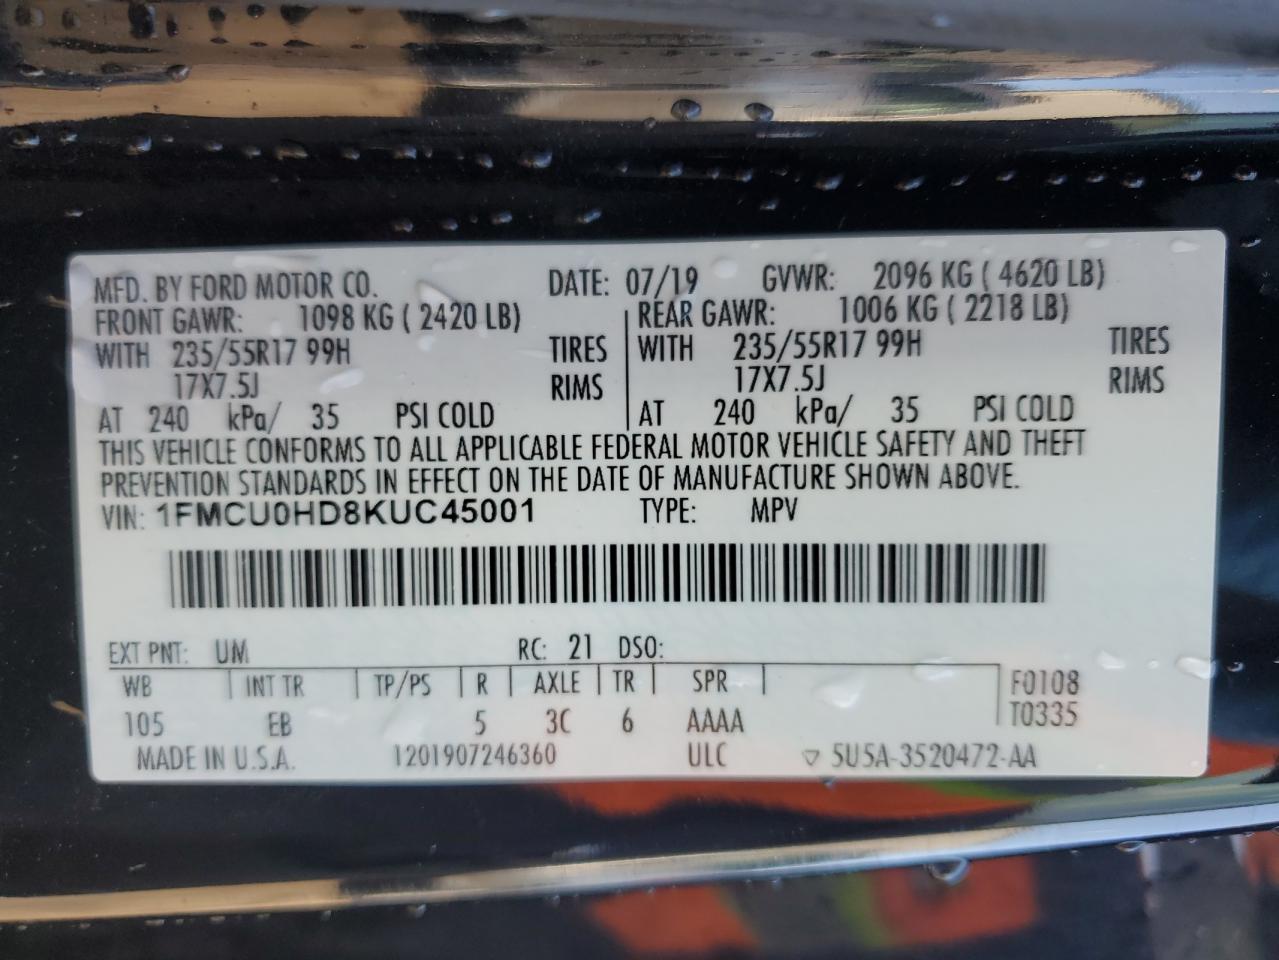 MFD. BY FORD MOTOR CO. DATE: 07/19 GVWR: 2096 KG ( 4620 LB)
FRONT GAWR: 1098 KG ( 2420 LB) REAR GAWR: 1006 KG ( 2218 LB)
WITH 235/55R17 99H TIRES WITH 235/55R17 99H TIRES
17X7.5J RIMS 17X7.5J RIMS
AT 240 kPa/ 35 PSI COLD AT 240 kPa/ 35 PSI COLD
THIS VEHICLE CONFORMS TO ALL APPLICABLE FEDERAL MOTOR VEHICLE SAFETY AND THEFT
PREVENTION STANDARDS IN EFFECT ON THE DATE OF MANUFACTURE SHOWN ABOVE.
VIN: 1FMCU0HD8KUC45001 TYPE: MPV
EXT PNT: UM RC: 21 DSO:
WB INT TR TP/PS R AXLE TR SPR F0108
105 EB 5 3C 6 AAAA T0335
MADE IN U.S.A. 1201907246360 ULC ▽ 5U5A-3520472-AA